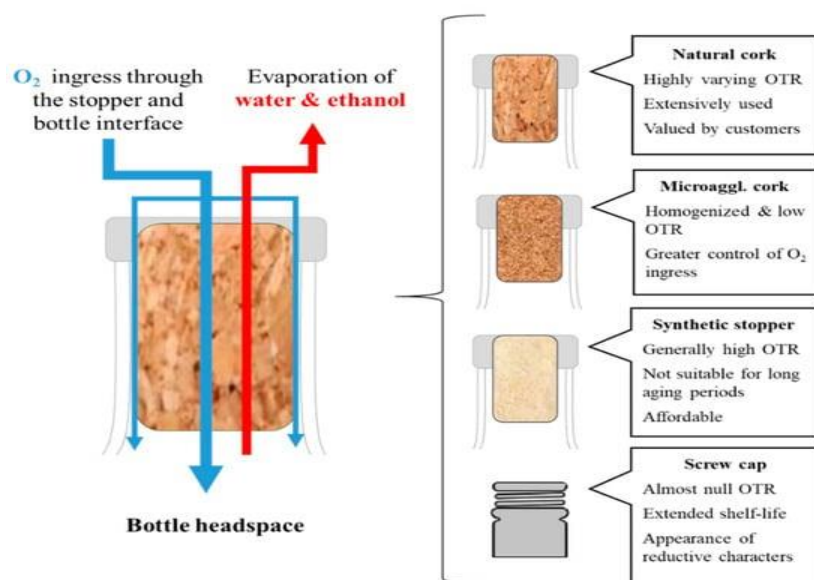 O₂ ingress through
the stopper and
bottle interface
Evaporation of
water & ethanol
Bottle headspace
Natural cork
Highly varying OTR
Extensively used
Valued by customers
Microaggl. cork
Homogenized & low
OTR
Greater control of O₂
ingress
Synthetic stopper
Generally high OTR
Not suitable for long
aging periods
Affordable
Screw cap
Almost null OTR
Extended shelf-life
Appearance of
reductive characters